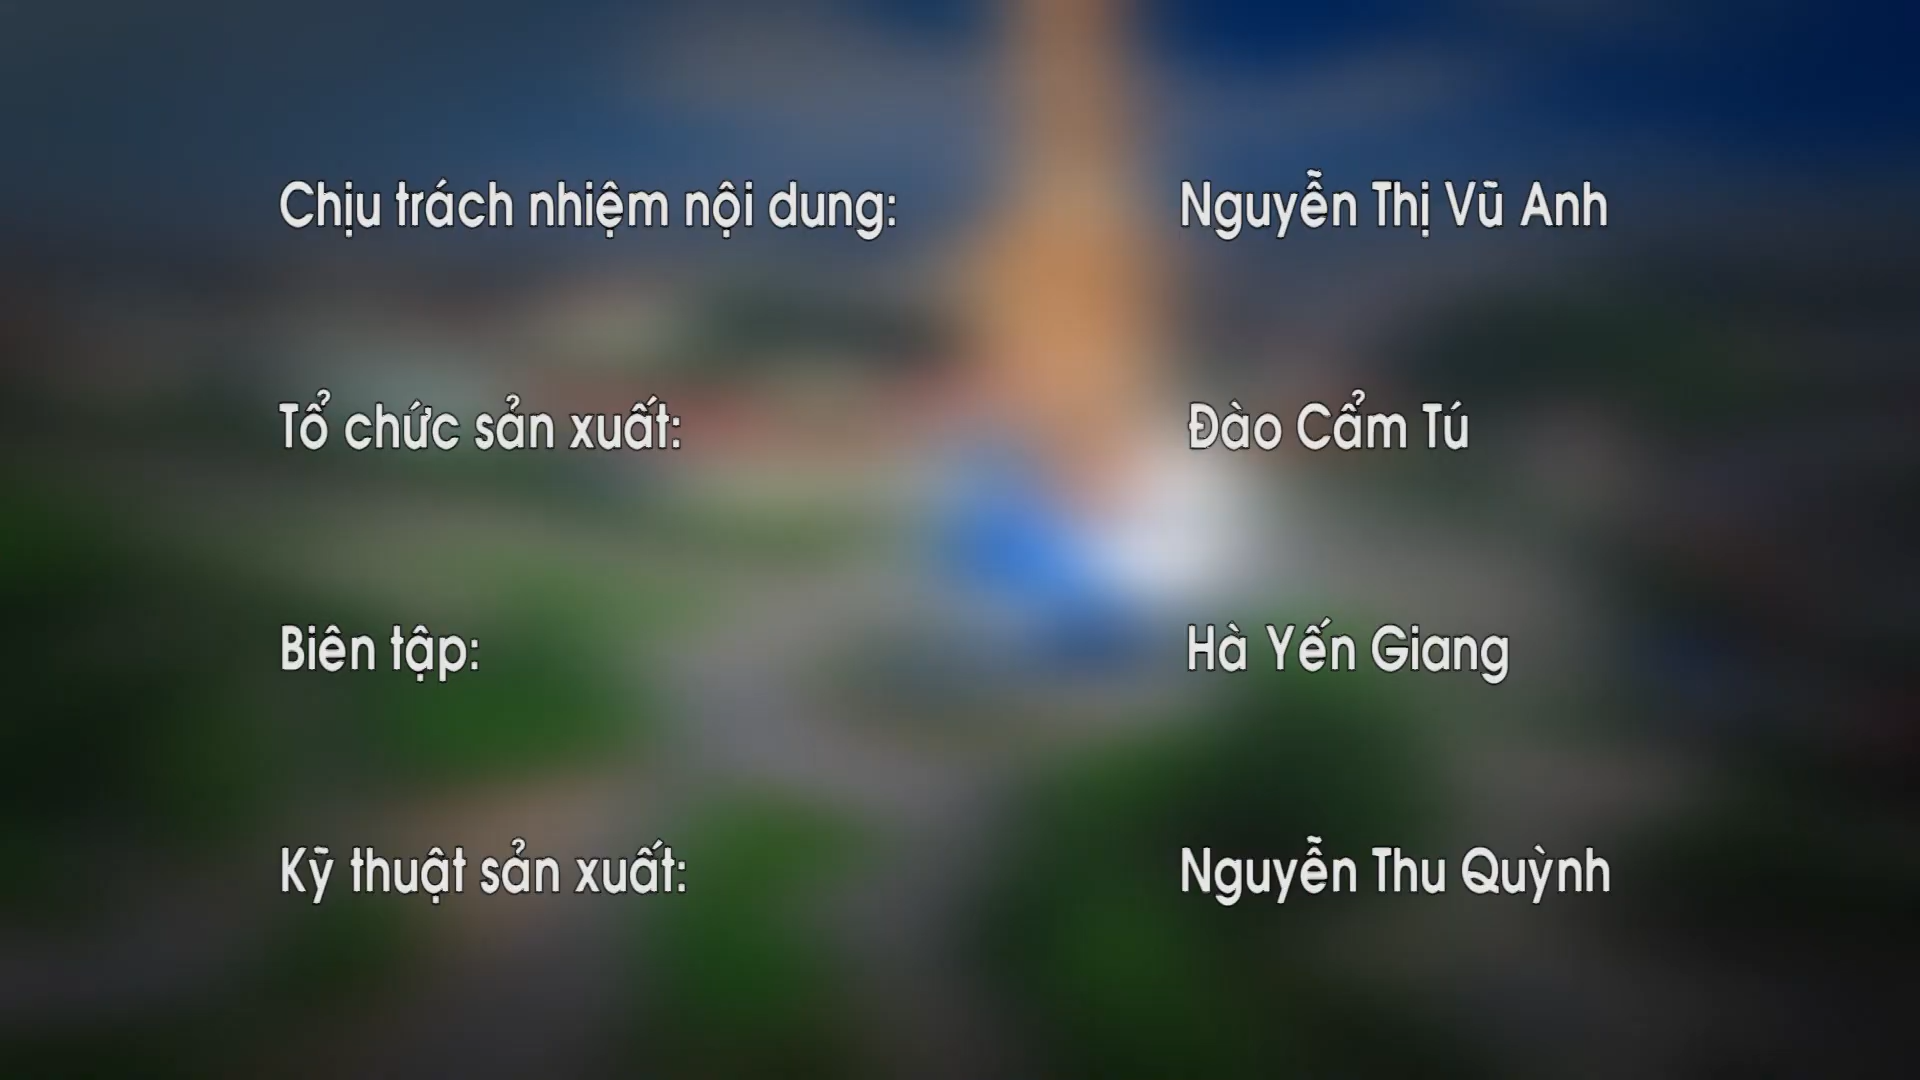 Chịu trách nhiệm nội dung: Nguyễn Thị Vũ Anh
Tổ chức sản xuất: Đào Cẩm Tú
Biên tập: Hà Yến Giang
Kỹ thuật sản xuất: Nguyễn Thu Quỳnh